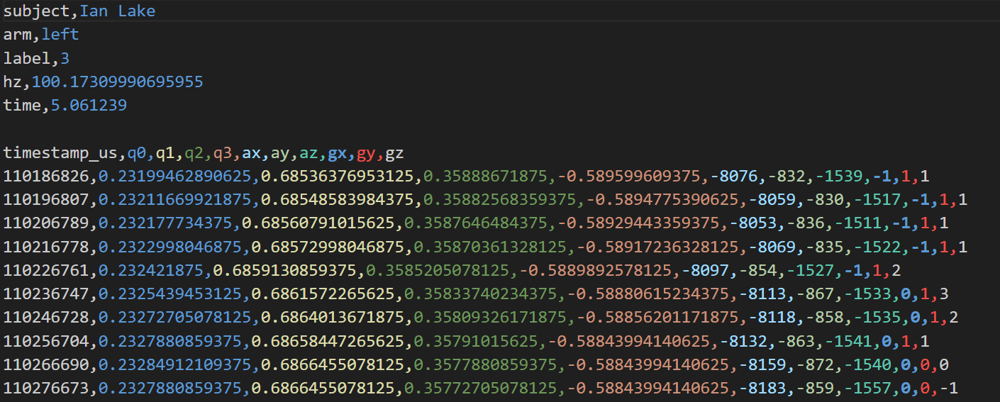 subject,Ian Lake
arm,left
label,3
hz,100.17309990695955
time,5.061239
timestamp_us,q0,q1,q2,q3,ax,ay,az,gx,gy,gz
110186826,0.23199462890625,0.68536376953125,0.35888671875,-0.589599609375,-8076,-832,-1539,-1,1,1
110196807,0.23211669921875,0.68548583984375,0.35882568359375,-0.5894775390625,-8059,-830,-1517,-1,1,1
110206789,0.232177734375,0.68560791015625,0.3587646484375,-0.58929443359375,-8053,-836,-1511,-1,1,1
110216778,0.2322998046875,0.68572998046875,0.35870361328125,-0.58917236328125,-8069,-835,-1522,-1,1,1
110226761,0.232421875,0.6859130859375,0.3585205078125,-0.5889892578125,-8097,-854,-1527,-1,1,2
110236747,0.2325439453125,0.6861572265625,0.35833740234375,-0.58880615234375,-8113,-867,-1533,0,1,3
110246728,0.23272705078125,0.6864013671875,0.35809326171875,-0.58856201171875,-8118,-858,-1535,0,1,2
110256704,0.2327880859375,0.68658447265625,0.35791015625,-0.58843994140625,-8132,-863,-1541,0,1,1
110266690,0.23284912109375,0.6866455078125,0.3577880859375,-0.58843994140625,-8159,-872,-1540,0,0,0
110276673,0.2327880859375,0.6866455078125,0.35772705078125,-0.58843994140625,-8183,-859,-1557,0,0,-1